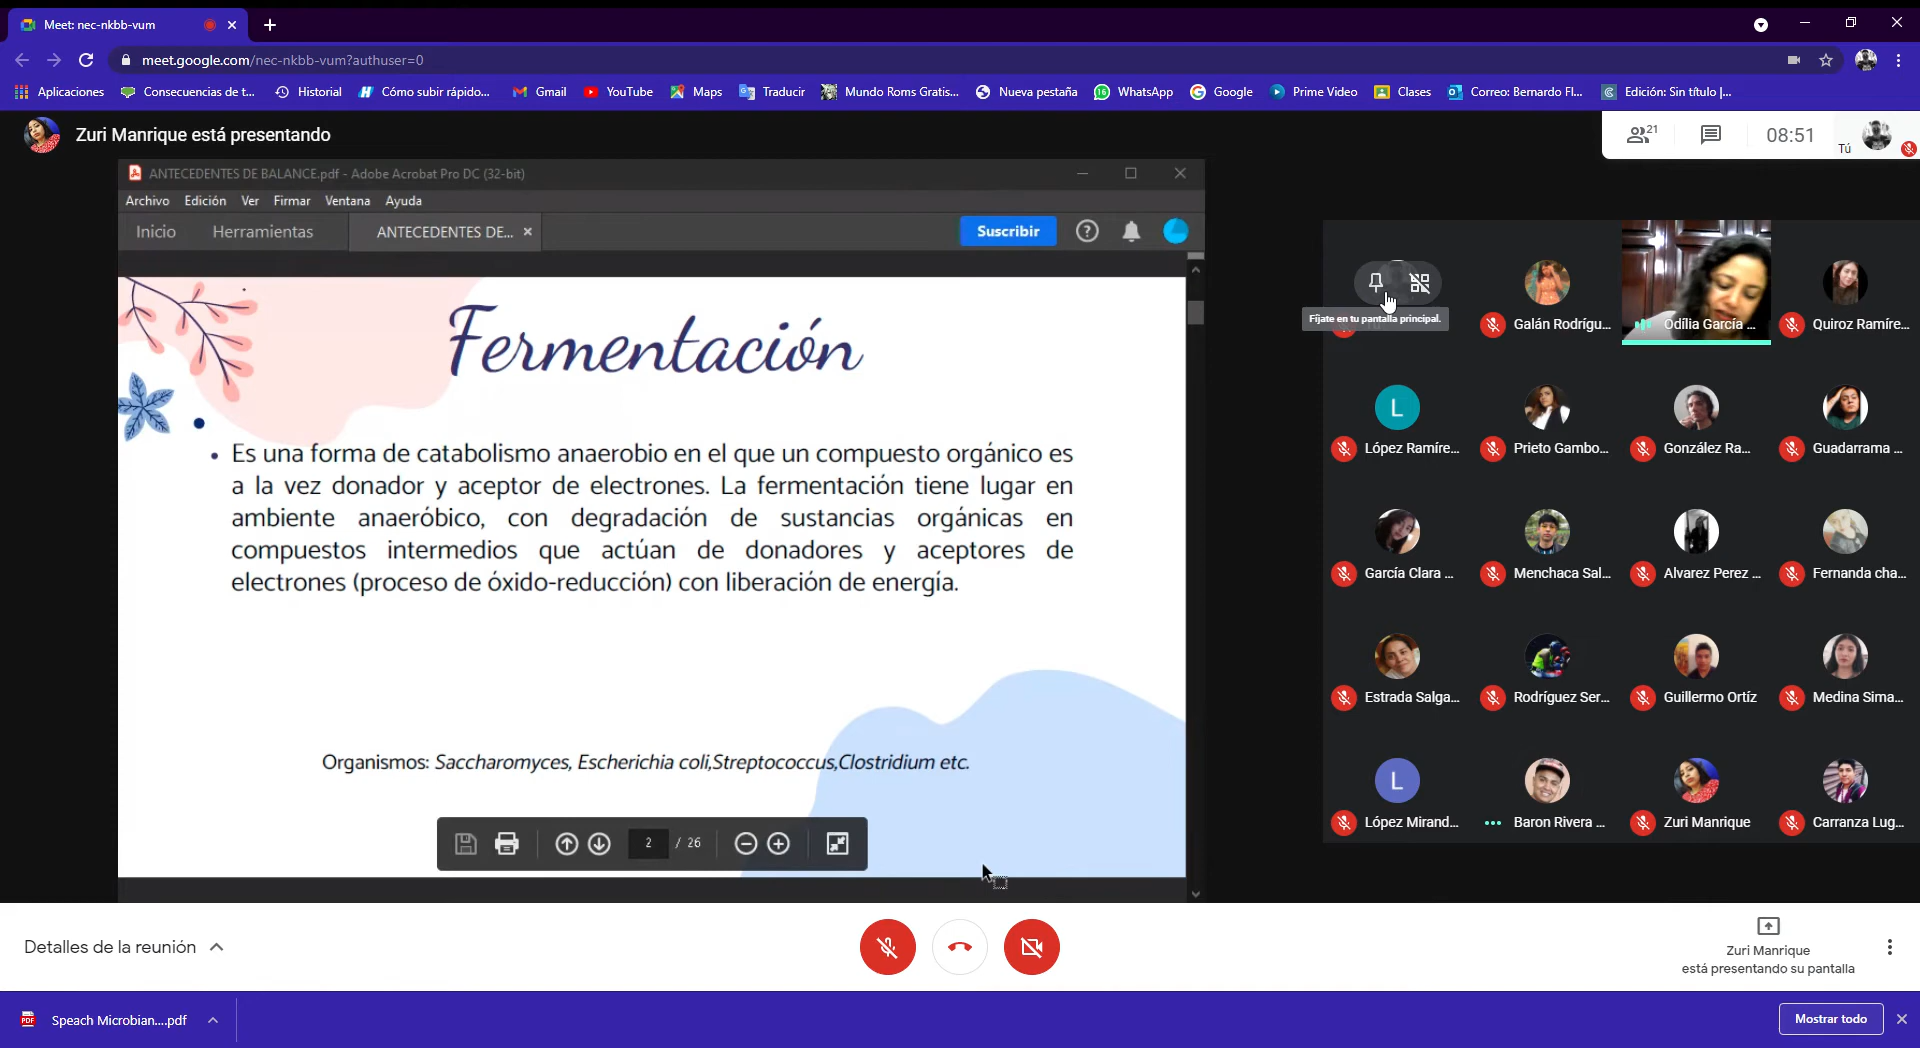 Meet: nec-nkbb-vum
meet.google.com/nec-nkbb-vum?authuser=0
Aplicaciones Consecuencias de t... Historial Cómo subir rápido... Gmail YouTube Maps Traducir Mundo Roms Gratis... Nueva pestaña WhatsApp Google Prime Video Clases Correo: Bernardo Fl... Edición: Sin título |...
Zuri Manrique está presentando
21
08:51
Tú
ANTECEDENTES DE BALANCE.pdf - Adobe Acrobat Pro DC (32-bit)
Archivo Edición Ver Firmar Ventana Ayuda
Inicio Herramientas ANTECEDENTES DE... Suscribir
Fermentación
• Es una forma de catabolismo anaerobio en el que un compuesto orgánico es
a la vez donador y aceptor de electrones. La fermentación tiene lugar en
ambiente anaeróbico, con degradación de sustancias orgánicas en
compuestos intermedios que actúan de donadores y aceptores de
electrones (proceso de óxido-reducción) con liberación de energía.
Organismos: Saccharomyces, Escherichia coli,Streptococcus,Clostridium etc.
2 / 26
Fíjate en tu pantalla principal.
Galán Rodrígu... Odilia García ... Quiroz Ramíre...
L
López Ramíre... Prieto Gambo... González Ra... Guadarrama ...
García Clara ... Menchaca Sal... Alvarez Perez ... Fernanda cha...
Estrada Salga... Rodríguez Ser... Guillermo Ortíz Medina Sima...
L
López Mirand... Baron Rivera ... Zuri Manrique Carranza Lug...
Detalles de la reunión
Zuri Manrique
está presentando su pantalla
PDF
Speach Microbian....pdf
Mostrar todo